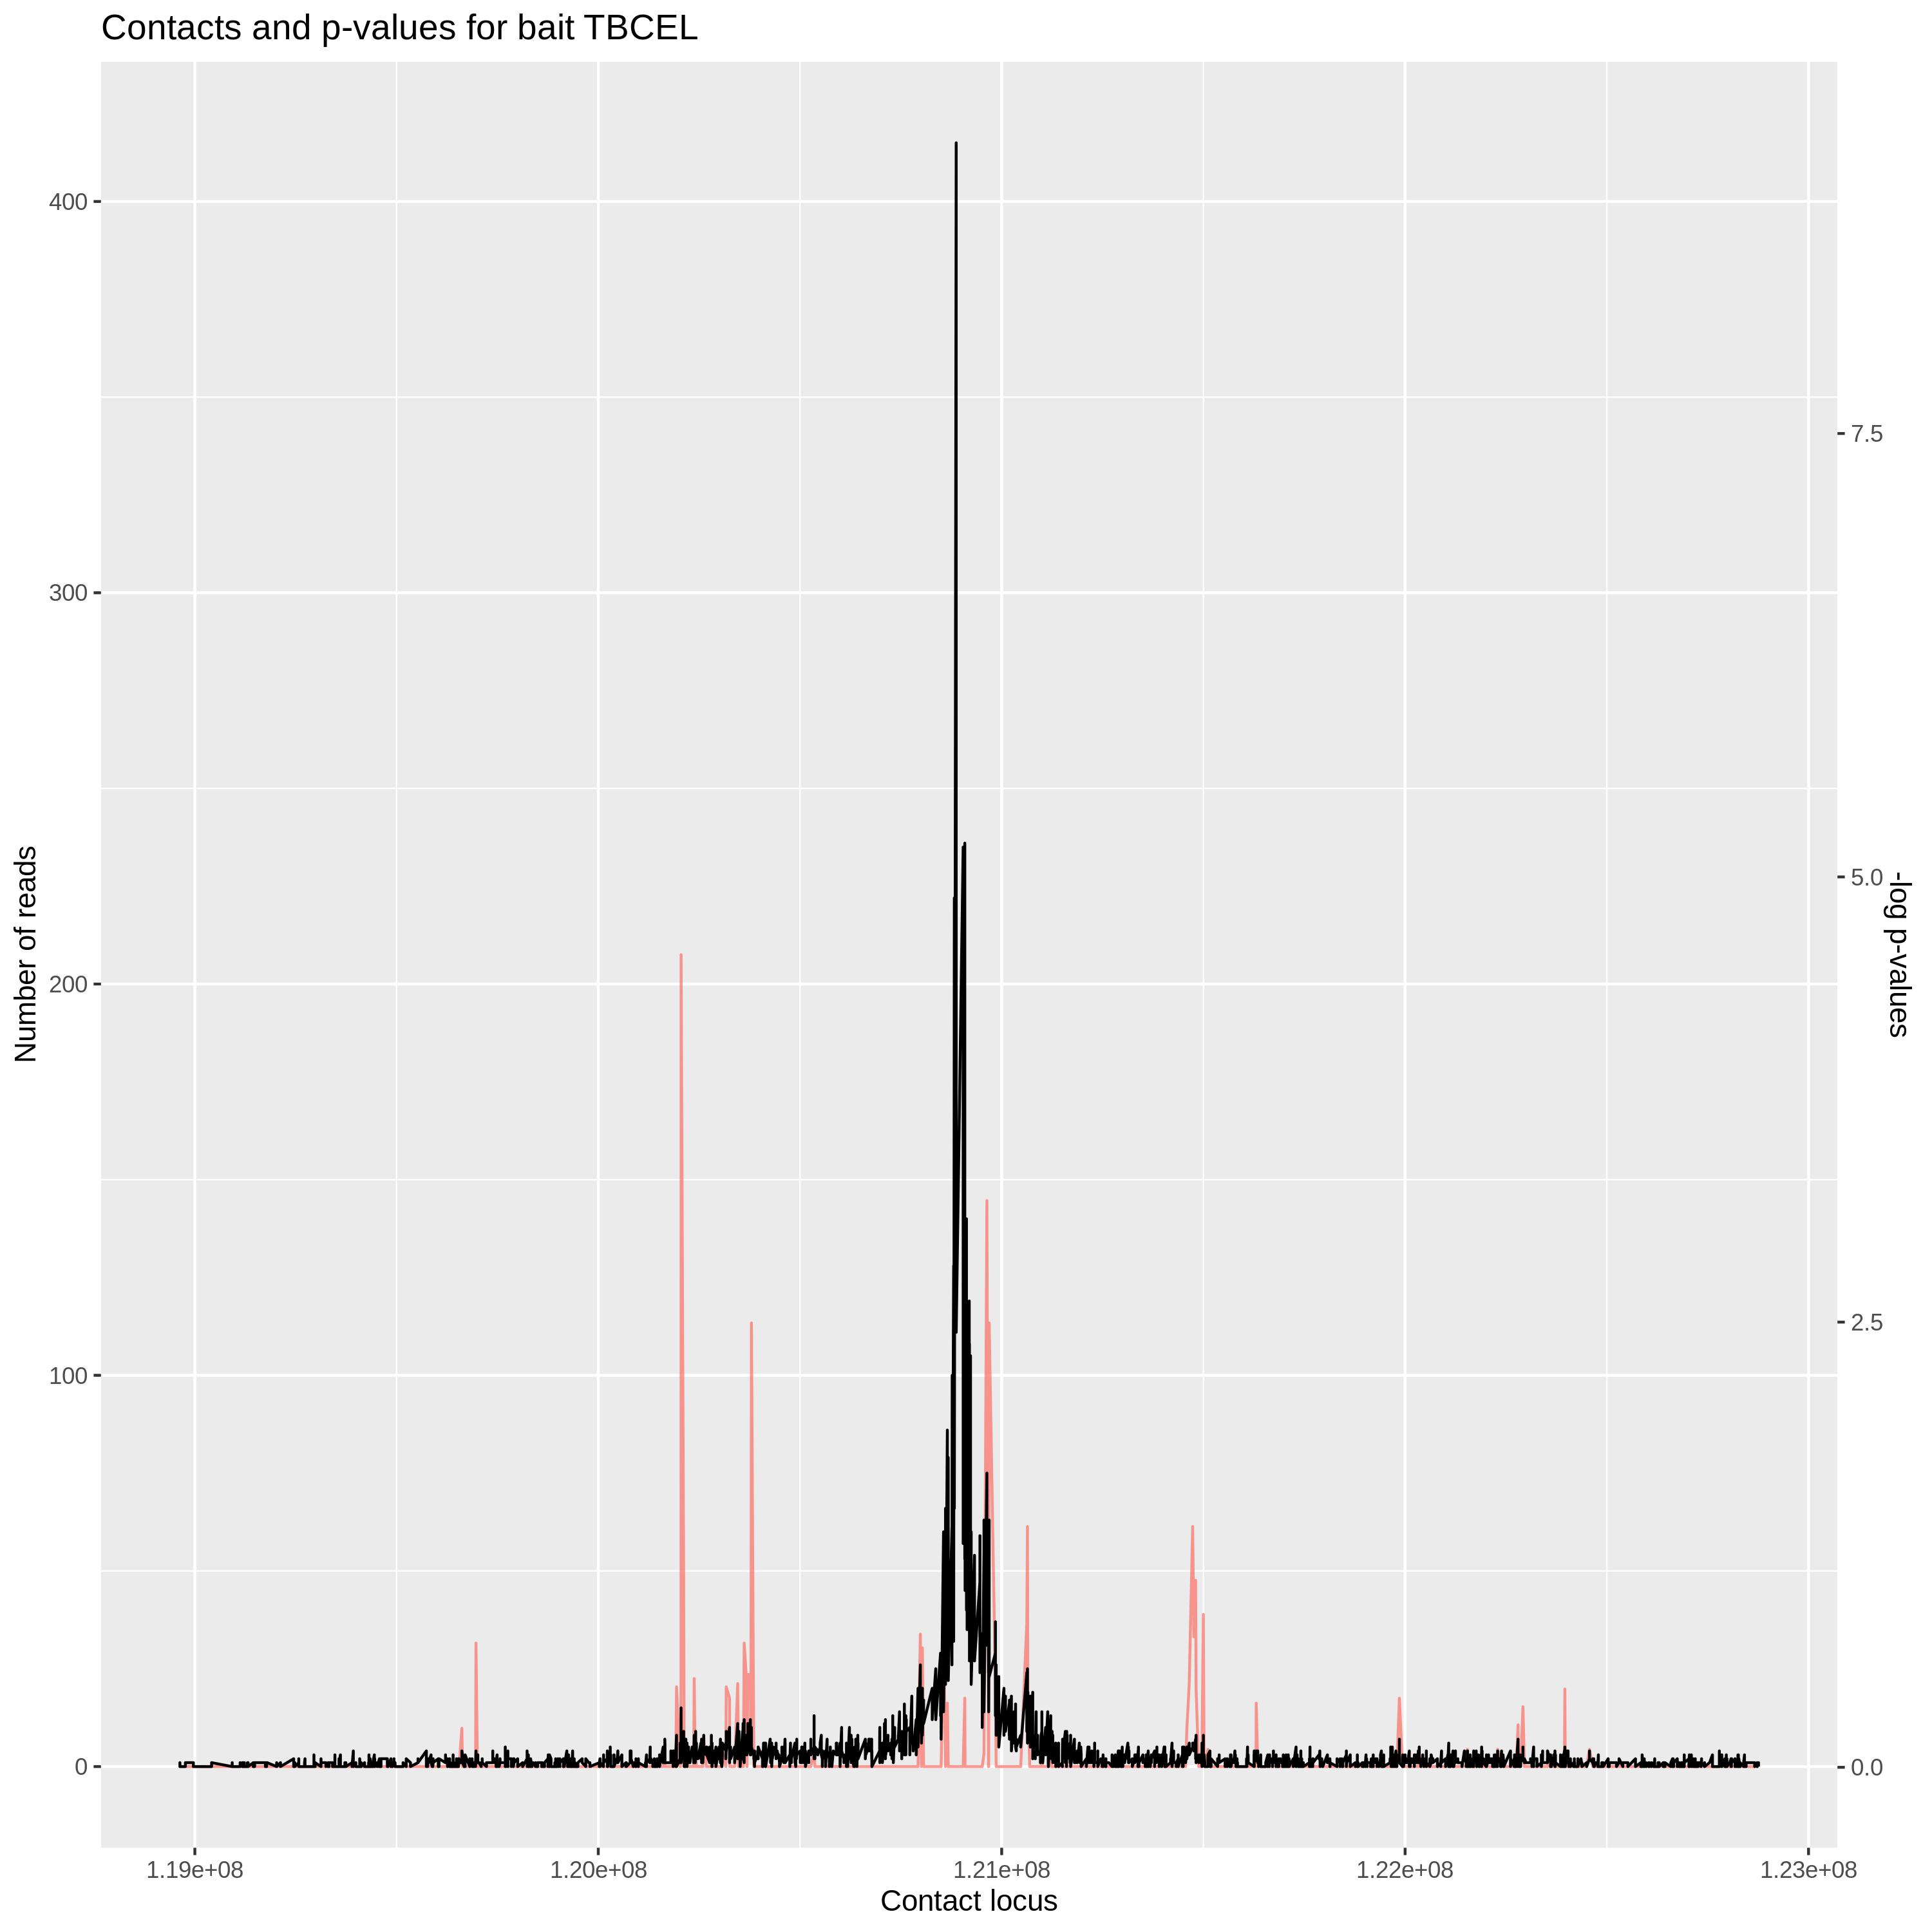 Contacts and p-values for bait TBCEL
400
300
200
100
0
Number of reads
7.5
5.0
2.5
0.0
-log p-values
1.19e+08
1.20e+08
1.21e+08
1.22e+08
1.23e+08
Contact locus